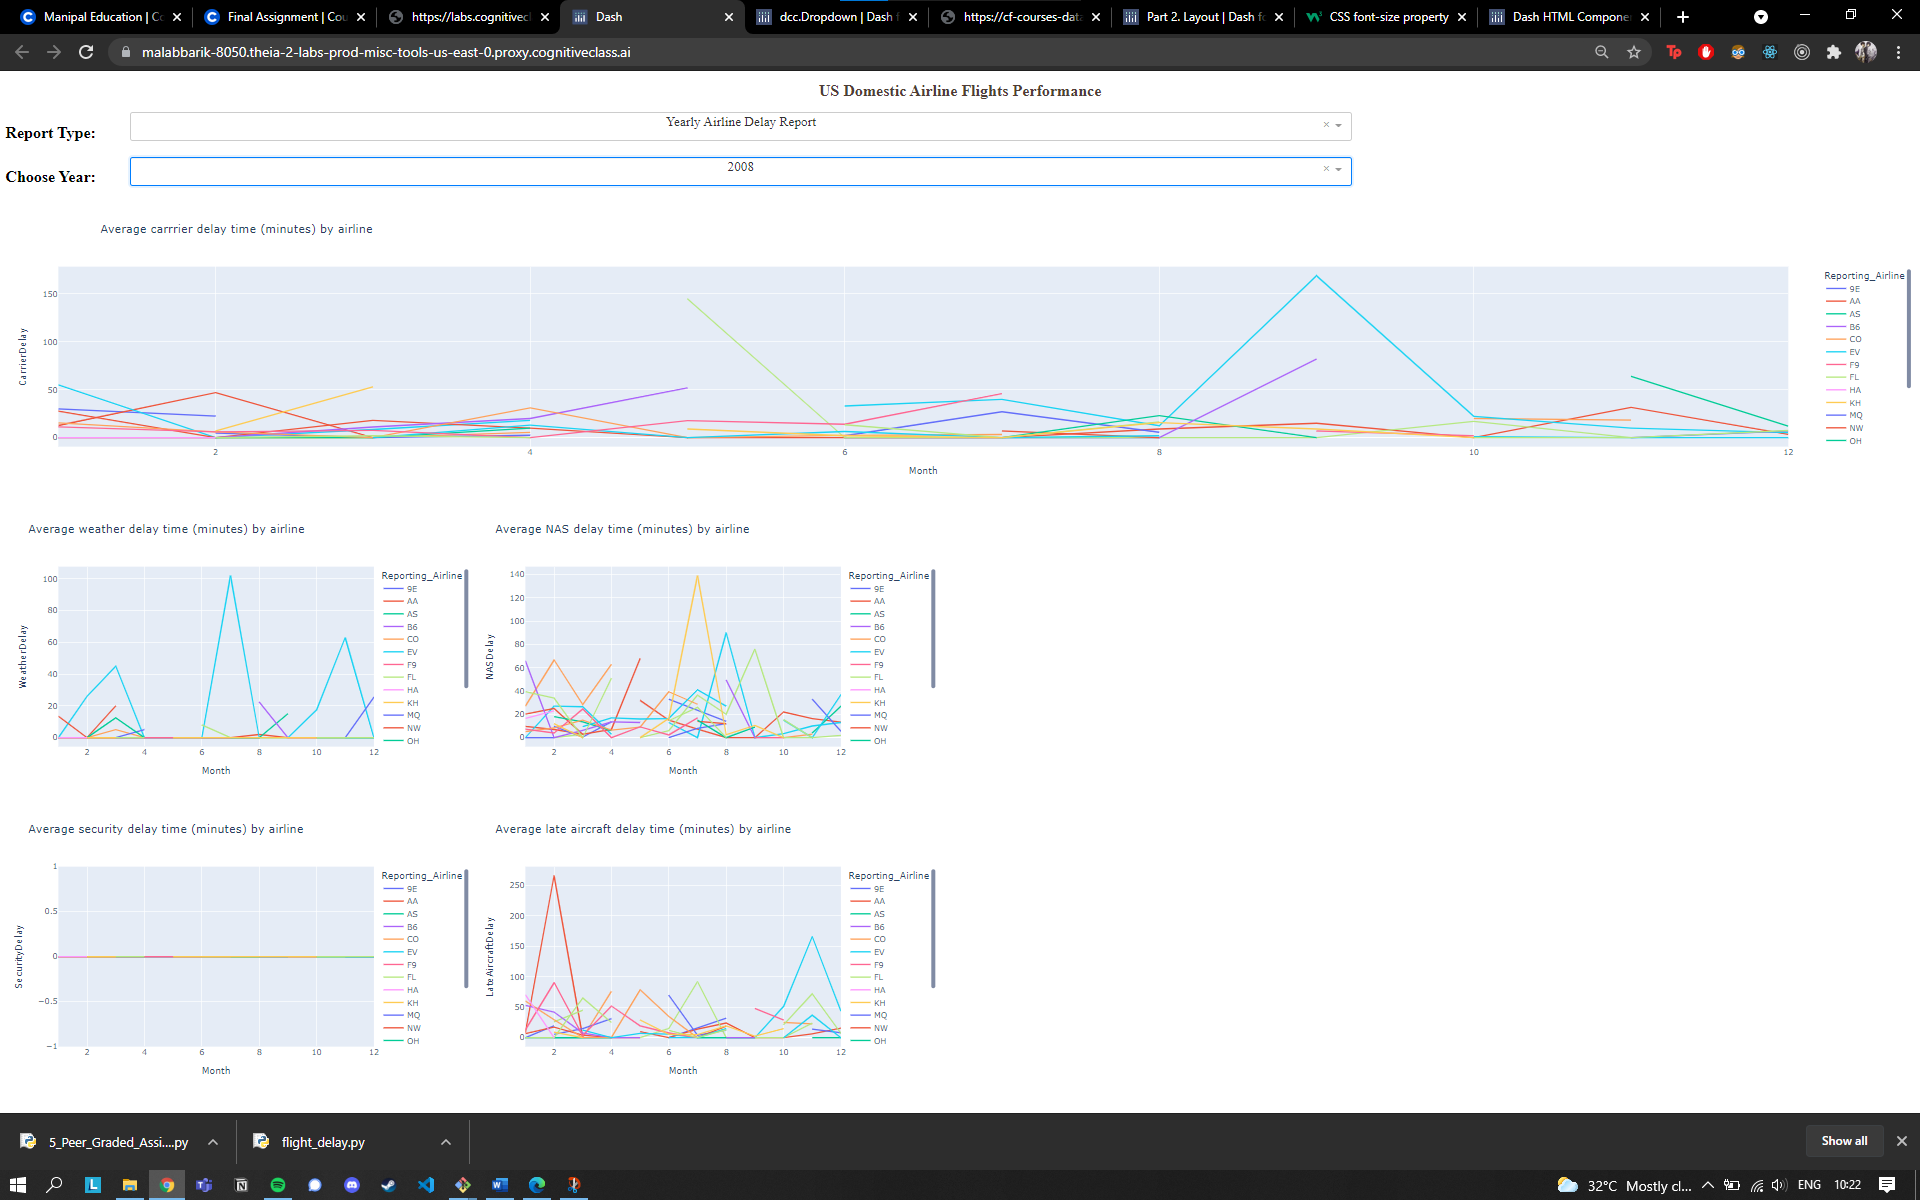 Manipal Education | Co
Final Assignment | Cou
https://labs.cognitivecl
Dash
dcc.Dropdown | Dash f
https://cf-courses-data
Part 2. Layout | Dash fo
CSS font-size property
Dash HTML Compone
malabbarik-8050.theia-2-labs-prod-misc-tools-us-east-0.proxy.cognitiveclass.ai
US Domestic Airline Flights Performance
Report Type:
Yearly Airline Delay Report
Choose Year:
2008
Average carrrier delay time (minutes) by airline
CarrierDelay
150
100
50
0
2
4
6
8
10
12
Month
Reporting_Airline
9E
AA
AS
B6
CO
EV
F9
FL
HA
KH
MQ
NW
OH
Average weather delay time (minutes) by airline
WeatherDelay
100
80
60
40
20
0
2
4
6
8
10
12
Month
Reporting_Airline
9E
AA
AS
B6
CO
EV
F9
FL
HA
KH
MQ
NW
OH
Average NAS delay time (minutes) by airline
NASDelay
140
120
100
80
60
40
20
0
2
4
6
8
10
12
Month
Reporting_Airline
9E
AA
AS
B6
CO
EV
F9
FL
HA
KH
MQ
NW
OH
Average security delay time (minutes) by airline
SecurityDelay
1
0.5
0
−0.5
−1
2
4
6
8
10
12
Month
Reporting_Airline
9E
AA
AS
B6
CO
EV
F9
FL
HA
KH
MQ
NW
OH
Average late aircraft delay time (minutes) by airline
LateAircraftDelay
250
200
150
100
50
0
2
4
6
8
10
12
Month
Reporting_Airline
9E
AA
AS
B6
CO
EV
F9
FL
HA
KH
MQ
NW
OH
5_Peer_Graded_Assi....py
flight_delay.py
Show all
32°C Mostly cl...
ENG
10:22